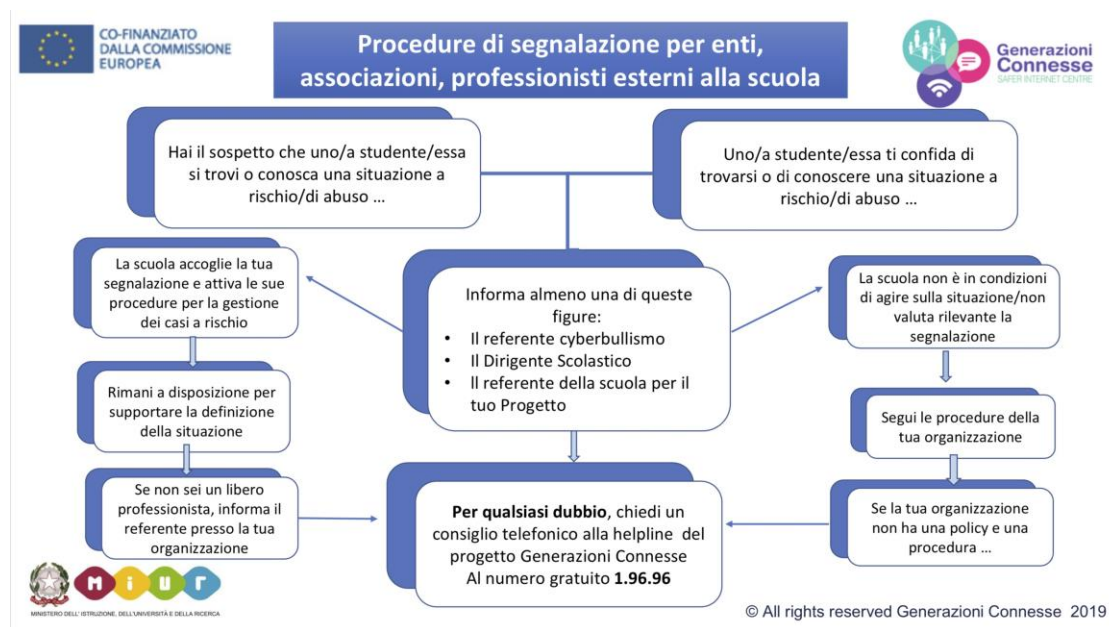 CO-FINANZIATO
DALLA COMMISSIONE
EUROPEA
Procedure di segnalazione per enti,
associazioni, professionisti esterni alla scuola
Generazioni
Connesse
SAFER INTERNET CENTRE
Hai il sospetto che uno/a studente/essa
si trovi o conosca una situazione a
rischio/di abuso ...
Uno/a studente/essa ti confida di
trovarsi o di conoscere una situazione a
rischio/di abuso ...
La scuola accoglie la tua
segnalazione e attiva le sue
procedure per la gestione
dei casi a rischio
Informa almeno una di queste
figure:
• Il referente cyberbullismo
• Il Dirigente Scolastico
• Il referente della scuola per il
tuo Progetto
La scuola non è in condizioni
di agire sulla situazione/non
valuta rilevante la
segnalazione
Rimani a disposizione per
supportare la definizione
della situazione
Segui le procedure della
tua organizzazione
Se non sei un libero
professionista, informa il
referente presso la tua
organizzazione
Per qualsiasi dubbio, chiedi un
consiglio telefonico alla helpline del
progetto Generazioni Connesse
Al numero gratuito 1.96.96
Se la tua organizzazione
non ha una policy e una
procedura ...
MIUR
MINISTERO DELL' ISTRUZIONE, DELL'UNIVERSITÀ E DELLA RICERCA
© All rights reserved Generazioni Connesse 2019